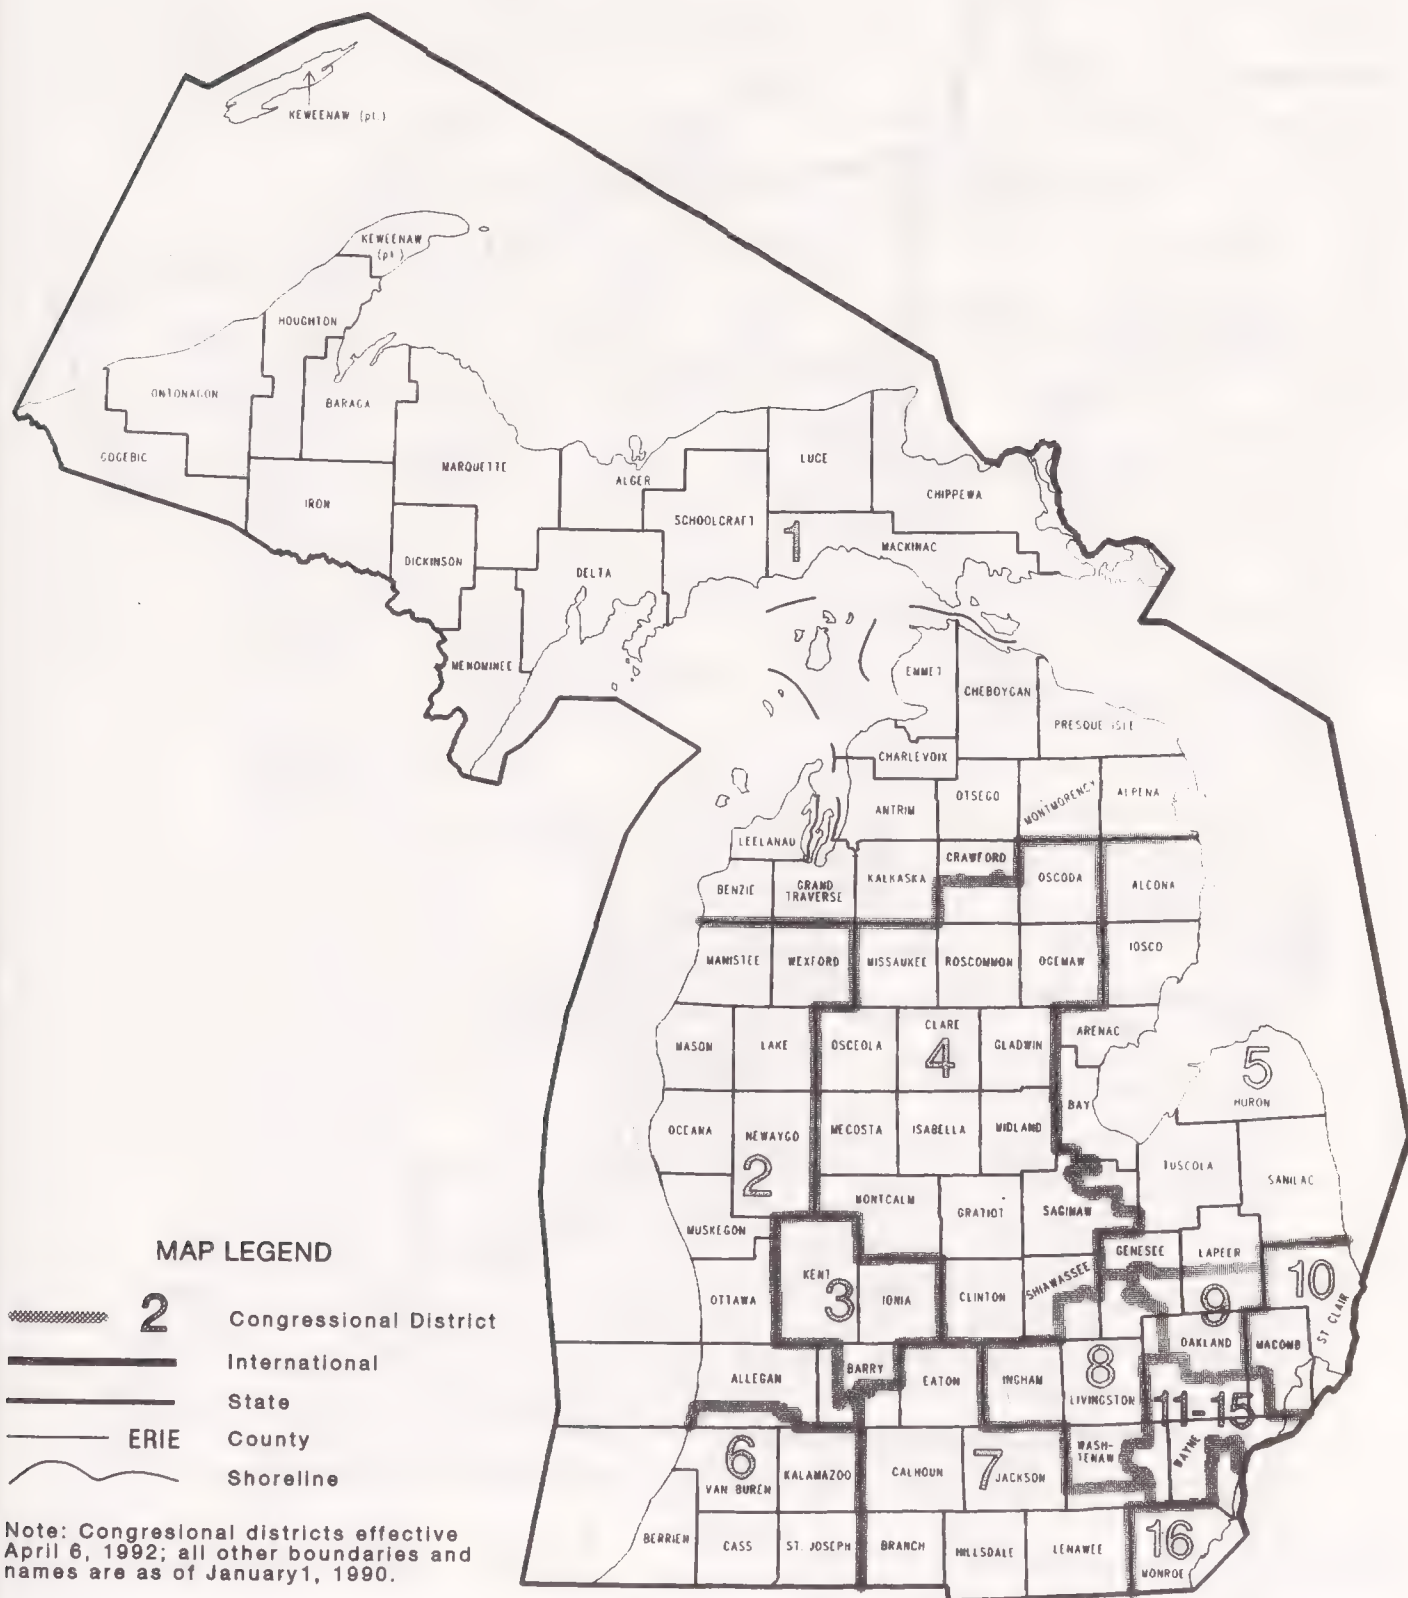 KEWEENAW (pt.)
KEWEENAW
(pt.)
HOUGHTON
ONTONAGON
BARAGA
GOGEBIC
MARQUETTE
IRON
ALGER
LUCE
CHIPPEWA
SCHOOLCRAFT
1
MACKINAC
DICKINSON
DELTA
MENOMINEE
EMMET
CHEBOYGAN
PRESQUE ISLE
CHARLEVOIX
ANTRIM
OTSEGO
MONTMORENCY
ALPENA
LEELANAU
CRAWFORD
BENZIE
GRAND
TRAVERSE
KALKASKA
OSCODA
ALCONA
MANISTEE
WEXFORD
MISSAUKEE
ROSCOMMON
OGEMAW
IOSCO
MASON
LAKE
OSCEOLA
CLARE
4
GLADWIN
ARENAC
5
HURON
OCEANA
NEWAYGO
2
MECOSTA
ISABELLA
MIDLAND
BAY
TUSCOLA
SANILAC
MUSKEGON
MONTCALM
GRATIOT
SAGINAW
GENESEE
LAPEER
KENT
3
OTTAWA
IONIA
CLINTON
SHIAWASSEE
9
10
ST CLAIR
OAKLAND
MACOMB
ALLEGAN
BARRY
EATON
INGHAM
8
LIVINGSTON
11-15
6
VAN BUREN
KALAMAZOO
CALHOUN
7
JACKSON
WASH-
TENAW
WAYNE
BERRIEN
CASS
ST. JOSEPH
BRANCH
HILLSDALE
LENAWEE
16
MONROE
MAP LEGEND
2 Congressional District
International
State
ERIE County
Shoreline
Note: Congresional districts effective
April 6, 1992; all other boundaries and
names are as of January1, 1990.